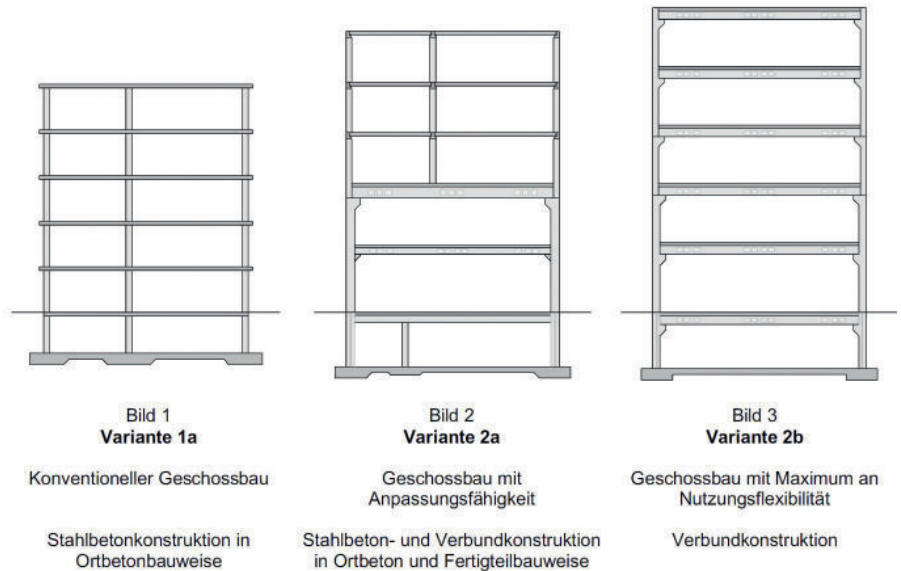 Bild 1
Variante 1a
Konventioneller Geschossbau
Stahlbetonkonstruktion in
Ortbetonbauweise
Bild 2
Variante 2a
Geschossbau mit
Anpassungsfähigkeit
Stahlbeton- und Verbundkonstruktion
in Ortbeton und Fertigteilbauweise
Bild 3
Variante 2b
Geschossbau mit Maximum an
Nutzungsflexibilität
Verbundkonstruktion